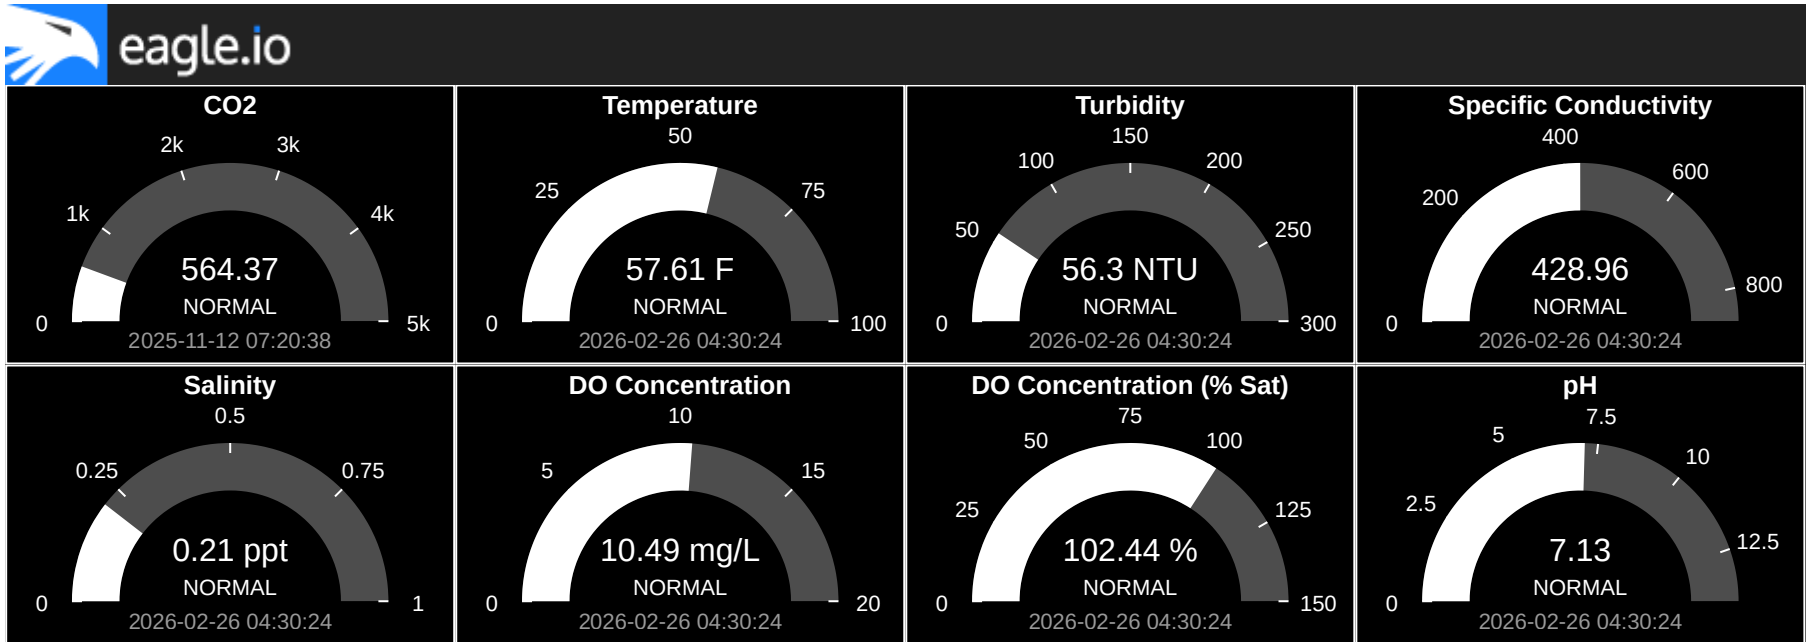 eagle.io
CO2
0
1k
2k
3k
4k
5k
564.37
NORMAL
2025-11-12 07:20:38
Temperature
0
25
50
75
100
57.61 F
NORMAL
2026-02-26 04:30:24
Turbidity
0
50
100
150
200
250
300
56.3 NTU
NORMAL
2026-02-26 04:30:24
Specific Conductivity
0
200
400
600
800
428.96
NORMAL
2026-02-26 04:30:24
Salinity
0
0.25
0.5
0.75
1
0.21 ppt
NORMAL
2026-02-26 04:30:24
DO Concentration
0
5
10
15
20
10.49 mg/L
NORMAL
2026-02-26 04:30:24
DO Concentration (% Sat)
0
25
50
75
100
125
150
102.44 %
NORMAL
2026-02-26 04:30:24
pH
0
2.5
5
7.5
10
12.5
7.13
NORMAL
2026-02-26 04:30:24